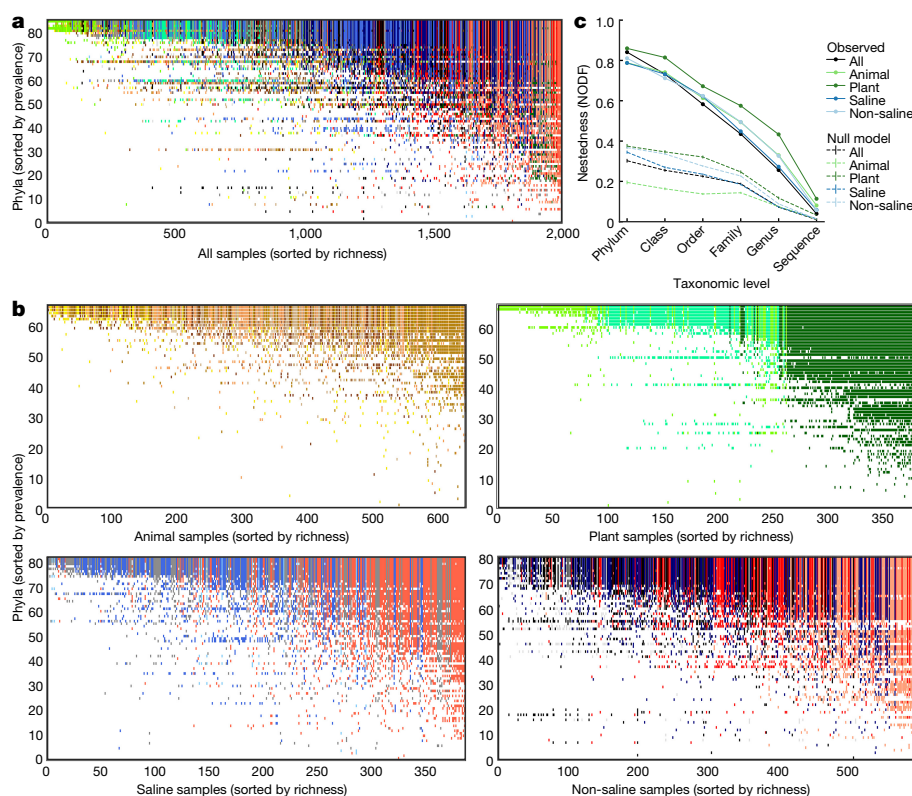 a
Phyla (sorted by prevalence)
80
70
60
50
40
30
20
10
0
0 500 1,000 1,500 2,000
All samples (sorted by richness)
c
Nestedness (NODF)
1.0
0.8
0.6
0.4
0.2
0
Phylum Class Order Family Genus Sequence
Taxonomic level
Observed
All
Animal
Plant
Saline
Non-saline
Null model
All
Animal
Plant
Saline
Non-saline
b
Phyla (sorted by prevalence)
60
50
40
30
20
10
0
0 100 200 300 400 500 600
Animal samples (sorted by richness)
60
50
40
30
20
10
0
0 50 100 150 200 250 300 350
Plant samples (sorted by richness)
80
70
60
50
40
30
20
10
0
0 50 100 150 200 250 300 350
Saline samples (sorted by richness)
80
70
60
50
40
30
20
10
0
0 100 200 300 400 500
Non-saline samples (sorted by richness)